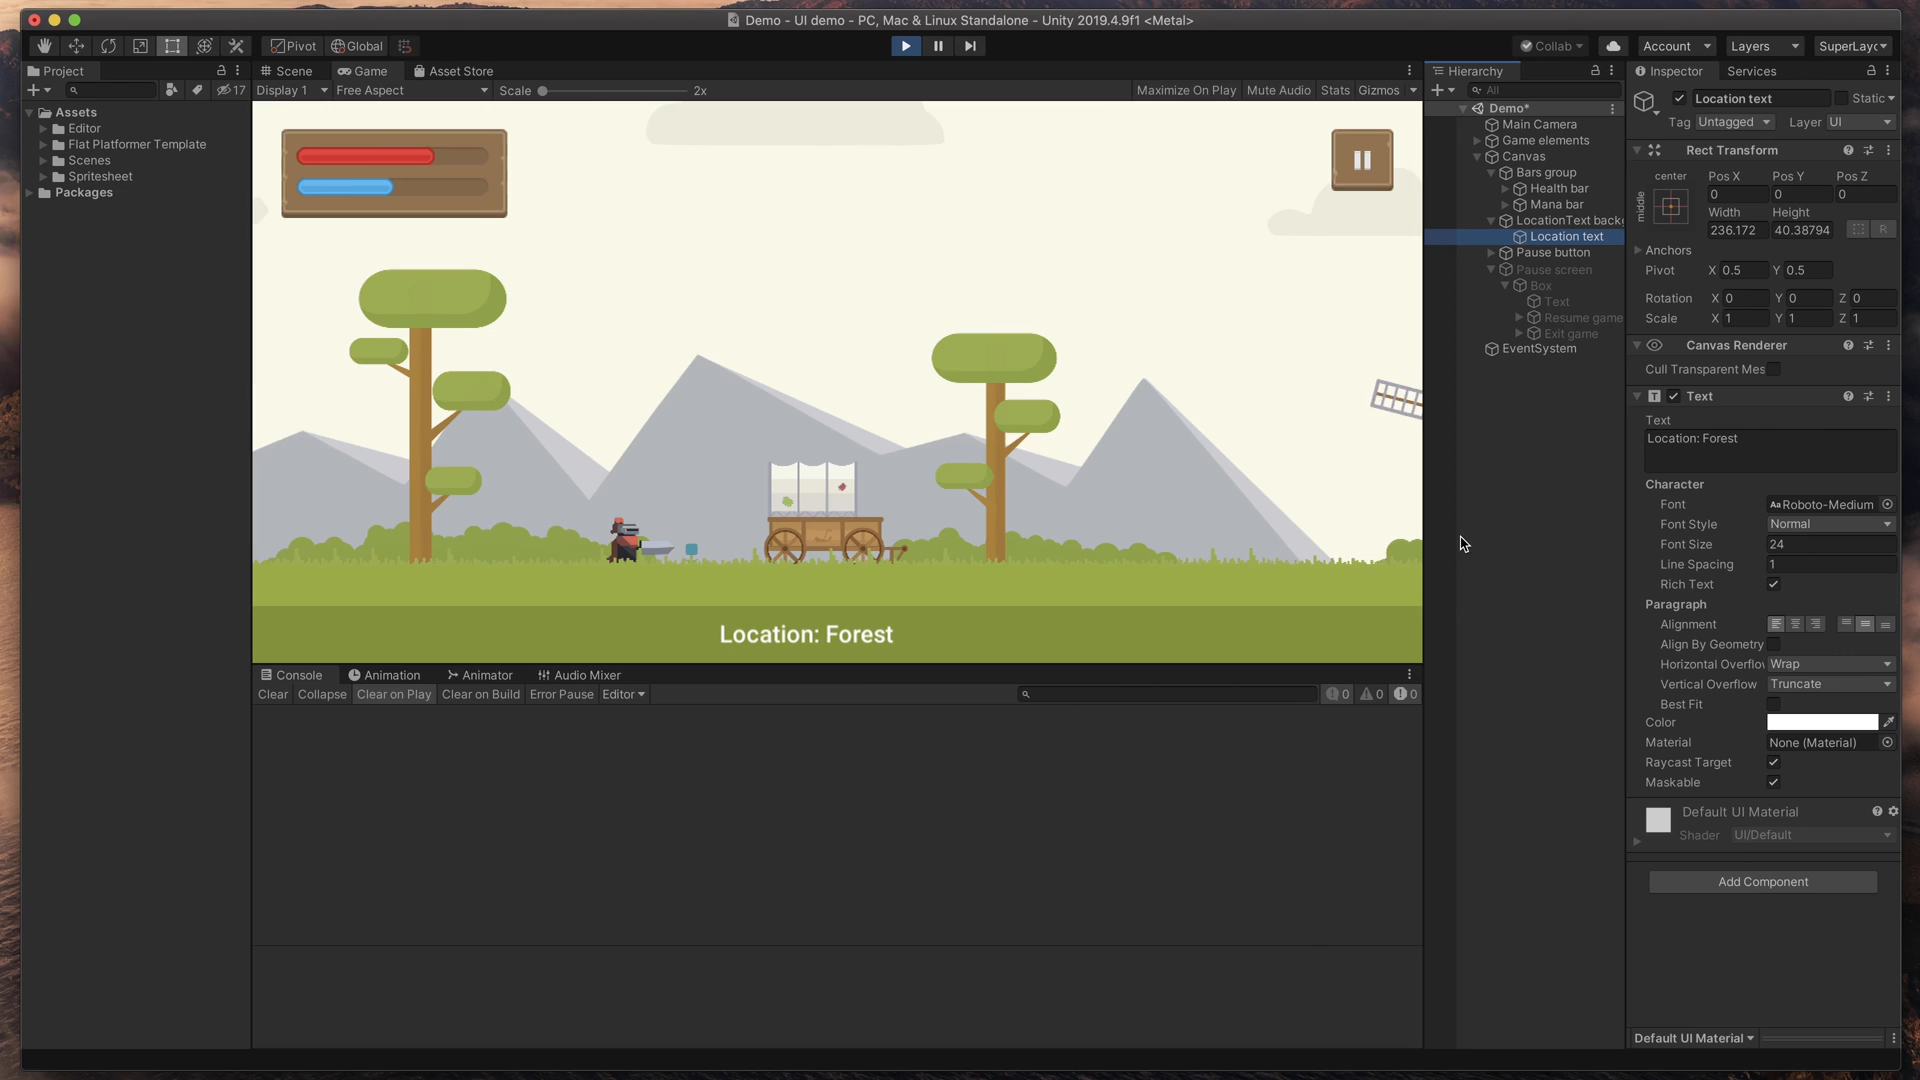 Demo - UI demo - PC, Mac & Linux Standalone - Unity 2019.4.9f1 <Metal>
Pivot
Global
Collab
Account
Layers
Project
17
Assets
Editor
Flat Platformer Template
Scenes
Spritesheet
Packages
Scene
Game
Asset Store
Display 1
Free Aspect
Scale
2x
Maximize On Play
Mute Audio
Stats
Gizmos
Location: Forest
Console
Animation
Animator
Audio Mixer
Clear
Collapse
Clear on Play
Clear on Build
Error Pause
Editor
0
0
0
Hierarchy
All
Demo*
Main Camera
Game elements
Canvas
Bars group
Health bar
Mana bar
LocationText backg
Location text
Pause button
Pause screen
Box
Text
Resume game
Exit game
EventSystem
SuperLay
Inspector
Services
Location text
Static
Tag
Untagged
Layer
UI
Rect Transform
center
middle
Pos X
Pos Y
Pos Z
0
0
0
Width
Height
236.172
40.38794
R
Anchors
Pivot
X 0.5
Y 0.5
Rotation
X 0
Y 0
Z 0
Scale
X 1
Y 1
Z 1
Canvas Renderer
Cull Transparent Mes
Text
Text
Location: Forest
Character
Font
Aa Roboto-Medium
Font Style
Normal
Font Size
24
Line Spacing
1
Rich Text
Paragraph
Alignment
Align By Geometry
Horizontal Overflow
Wrap
Vertical Overflow
Truncate
Best Fit
Color
Material
None (Material)
Raycast Target
Maskable
Default UI Material
Shader
UI/Default
Add Component
Default UI Material